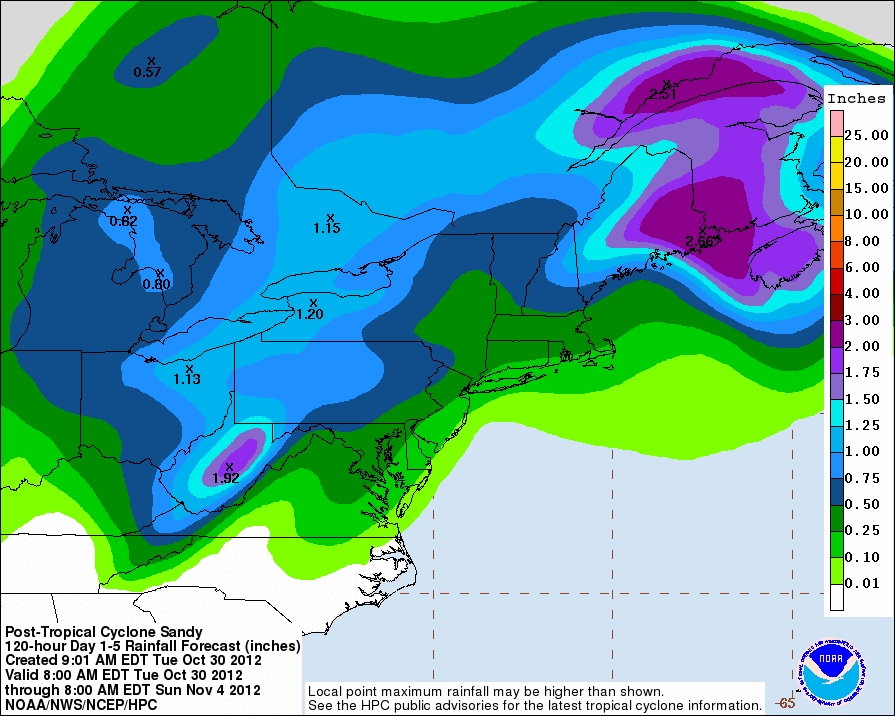 0.57
2.51
Inches
25.00
20.00
15.00
10.00
8.00
6.00
4.00
3.00
2.00
1.75
1.50
1.25
1.00
0.75
0.50
0.25
0.10
0.01
0.82
1.15
2.66
0.80
1.20
1.13
1.92
Post-Tropical Cyclone Sandy
120-hour Day 1-5 Rainfall Forecast (inches)
Created 9:01 AM EDT Tue Oct 30 2012
Valid 8:00 AM EDT Tue Oct 30 2012
through 8:00 AM EDT Sun Nov 4 2012
NOAA/NWS/NCEP/HPC
Local point maximum rainfall may be higher than shown.
See the HPC public advisories for the latest tropical cyclone information.
-65
NOAA